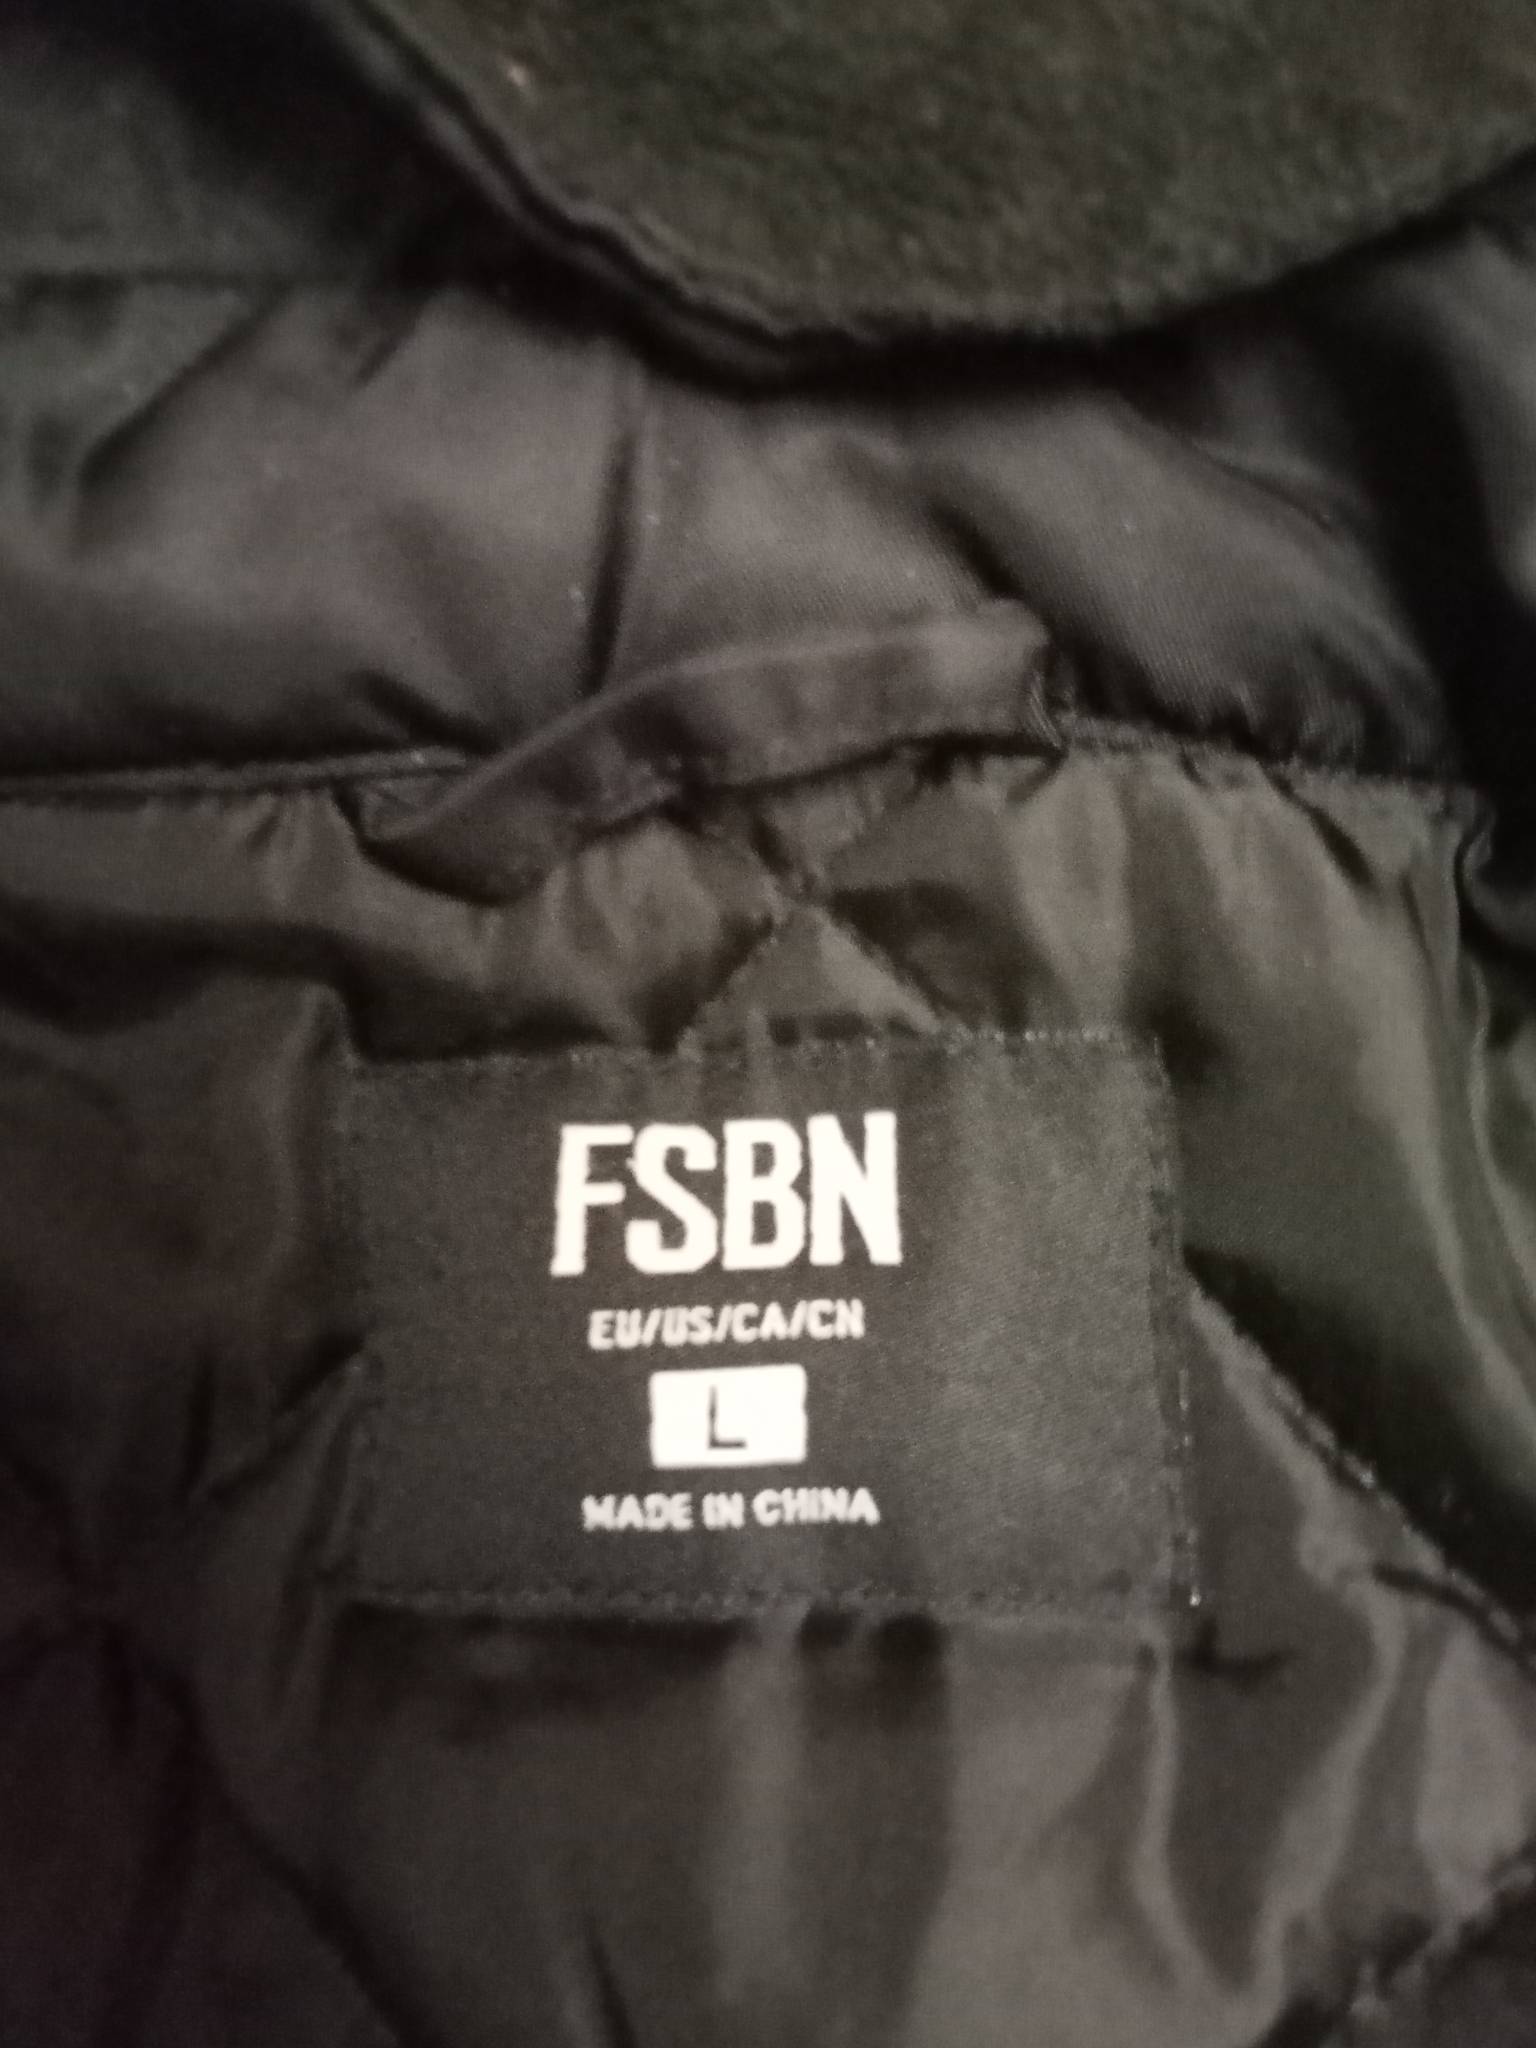 FSBN
EU/US/CA/CN
L
MADE IN CHINA